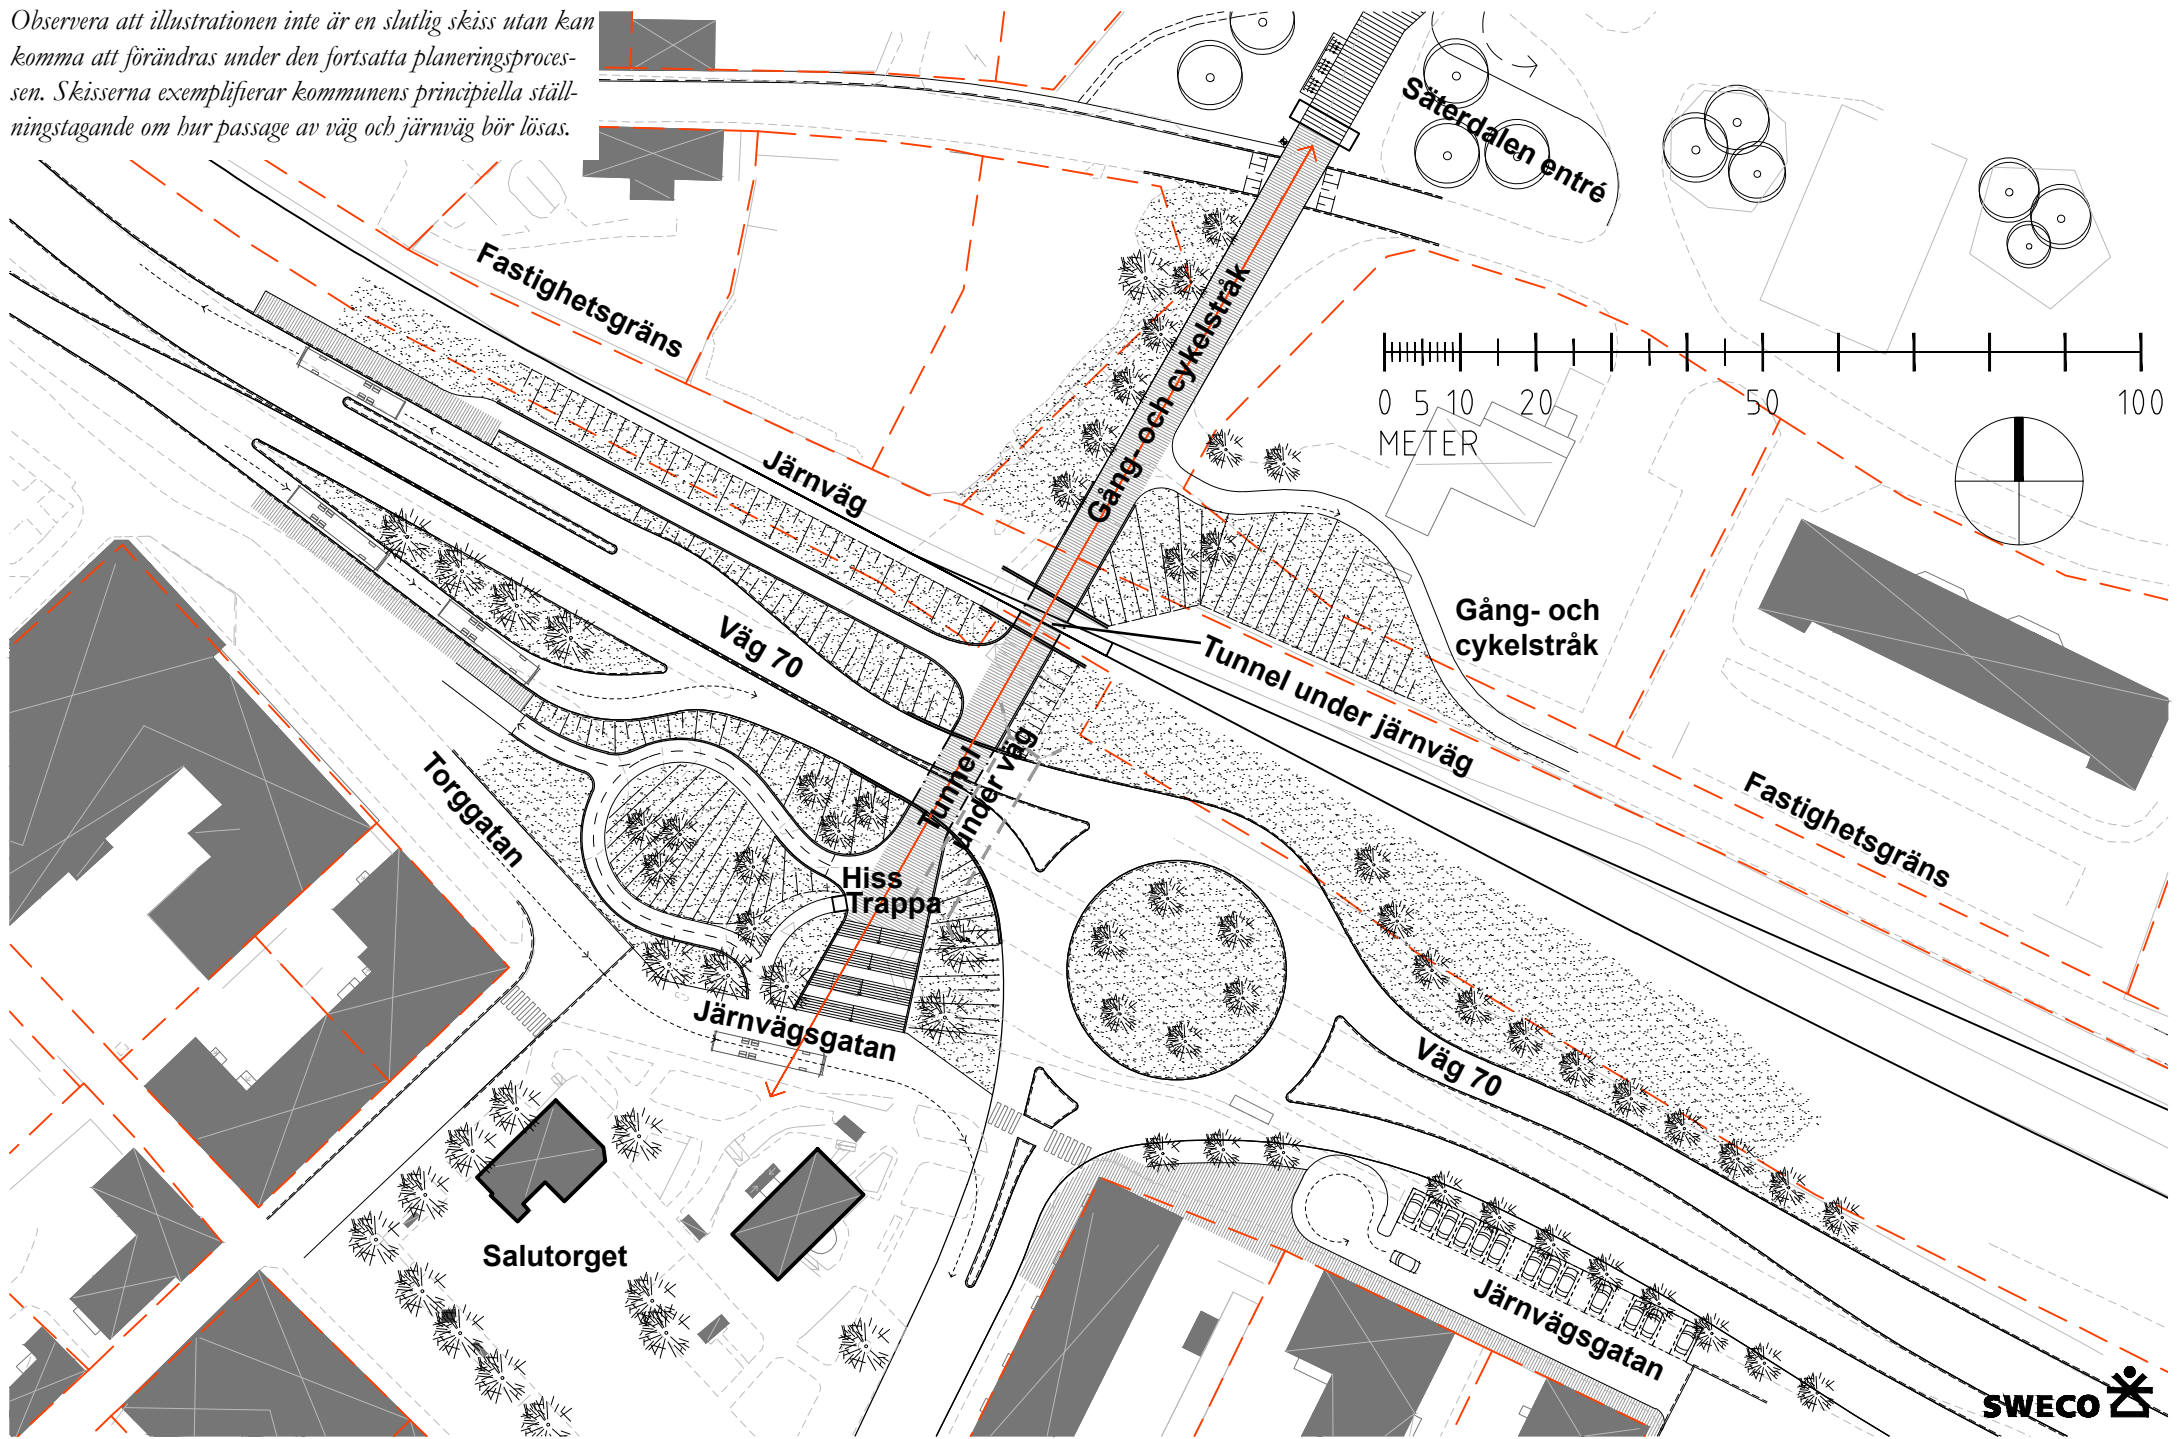 Observera att illustrationen inte är en slutlig skiss utan kan
komma att förändras under den fortsatta planeringsproces-
sen. Skisserna exemplifierar kommunens principiella ställ-
ningstagande om hur passage av väg och järnväg bör lösas.
Säterdalen entré
Fastighetsgräns
Gång- och cykelstråk
0 5 10 20 50 100
METER
Järnväg
Gång- och
cykelstråk
Väg 70
Tunnel under järnväg
Tunnel
under väg
Torggatan
Fastighetsgräns
Hiss
Trappa
Järnvägsgatan
Väg 70
Salutorget
Järnvägsgatan
SWECO